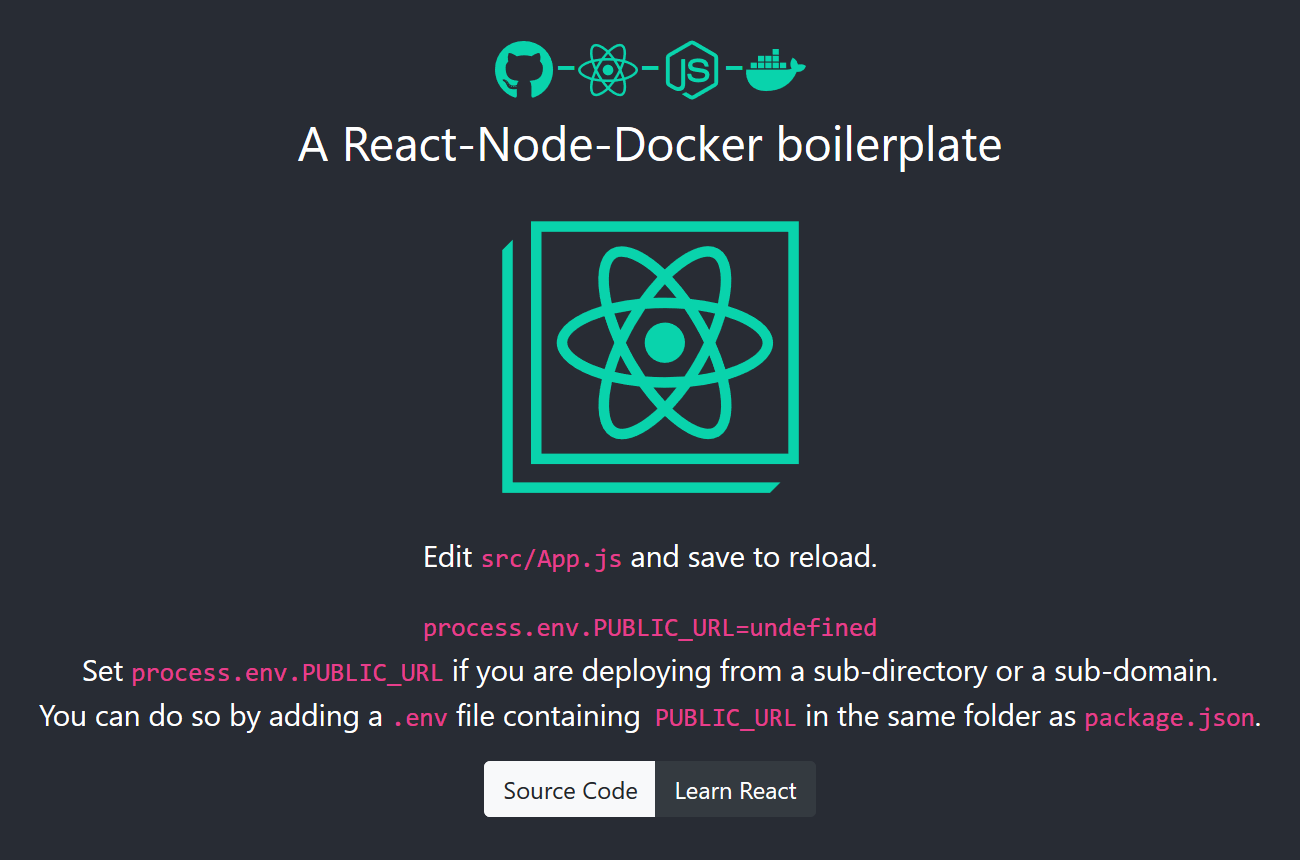 JS
A React-Node-Docker boilerplate
Edit src/App.js and save to reload.
process.env.PUBLIC_URL=undefined
Set process.env.PUBLIC_URL if you are deploying from a sub-directory or a sub-domain.
You can do so by adding a .env file containing PUBLIC_URL in the same folder as package.json.
Source Code
Learn React